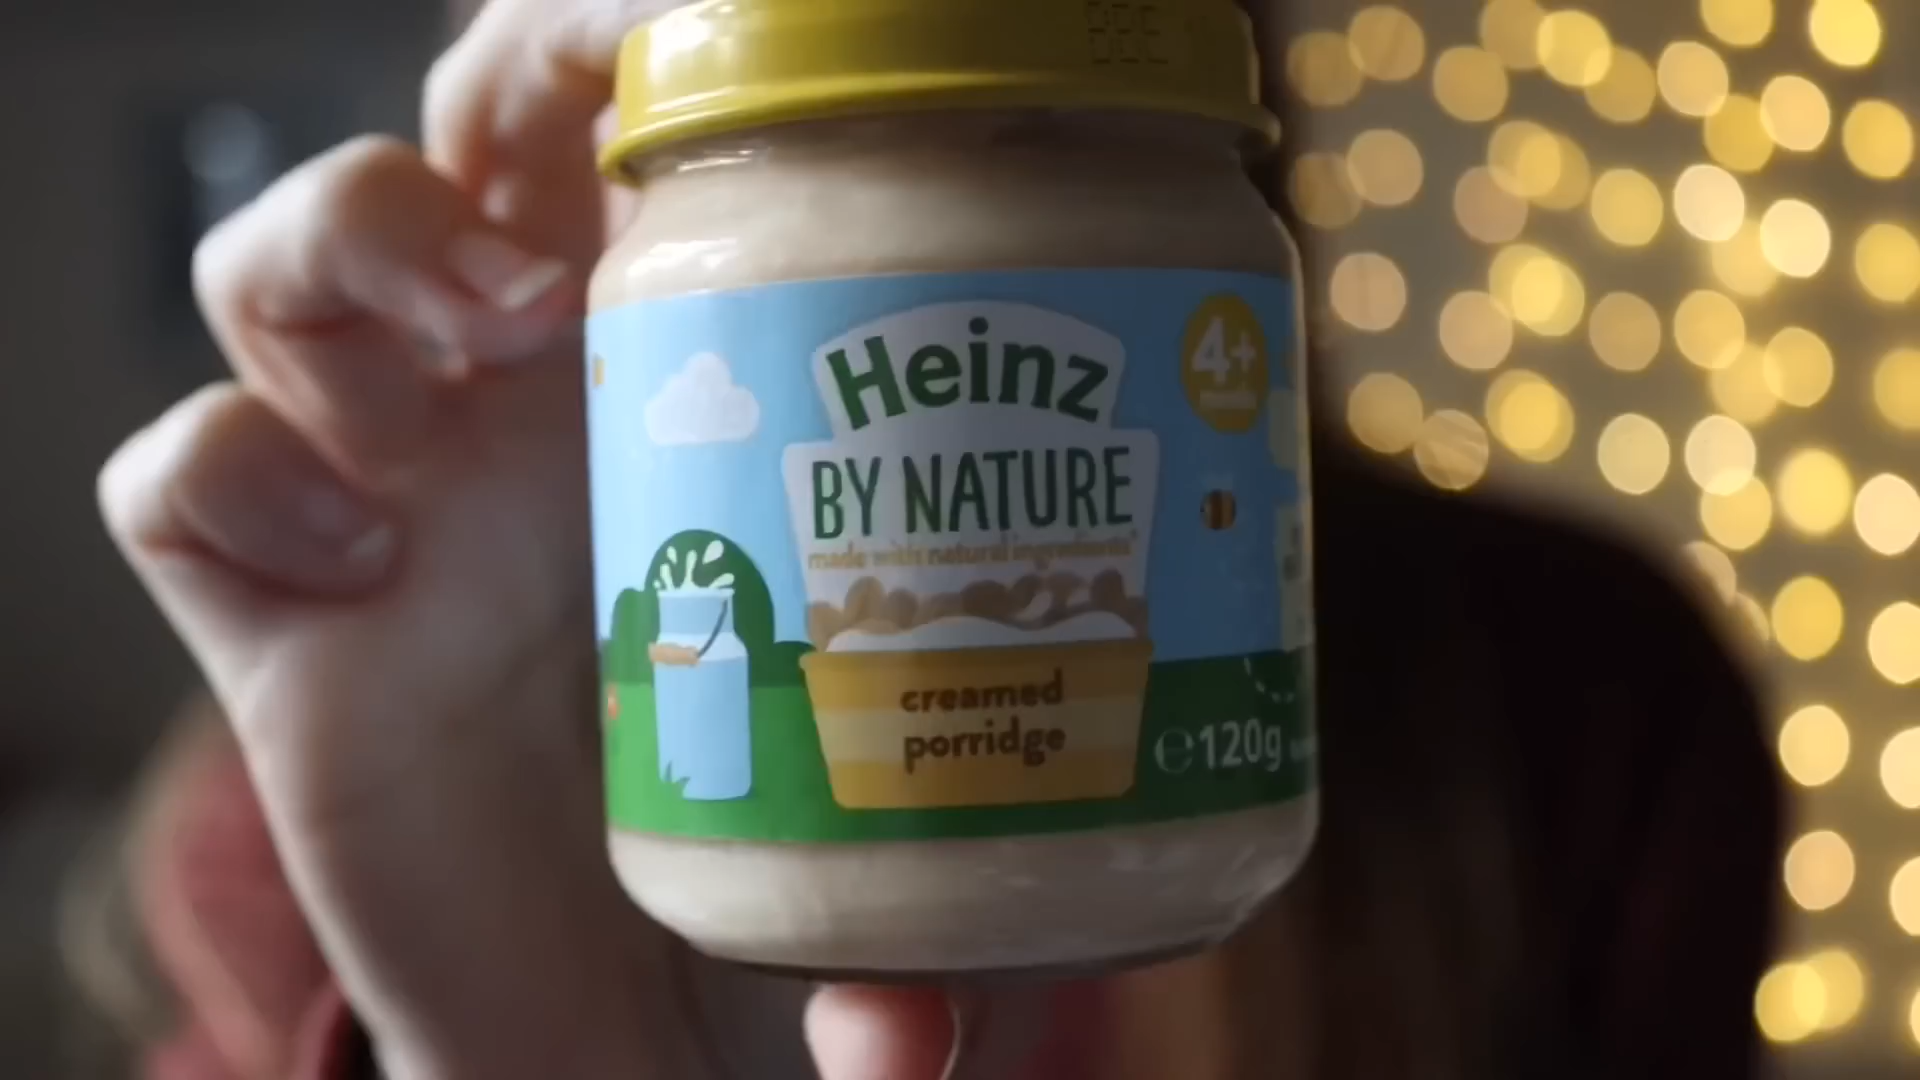 4+
Heinz
BY NATURE
made with natural ingredients*
creamed
porridge
℮120g